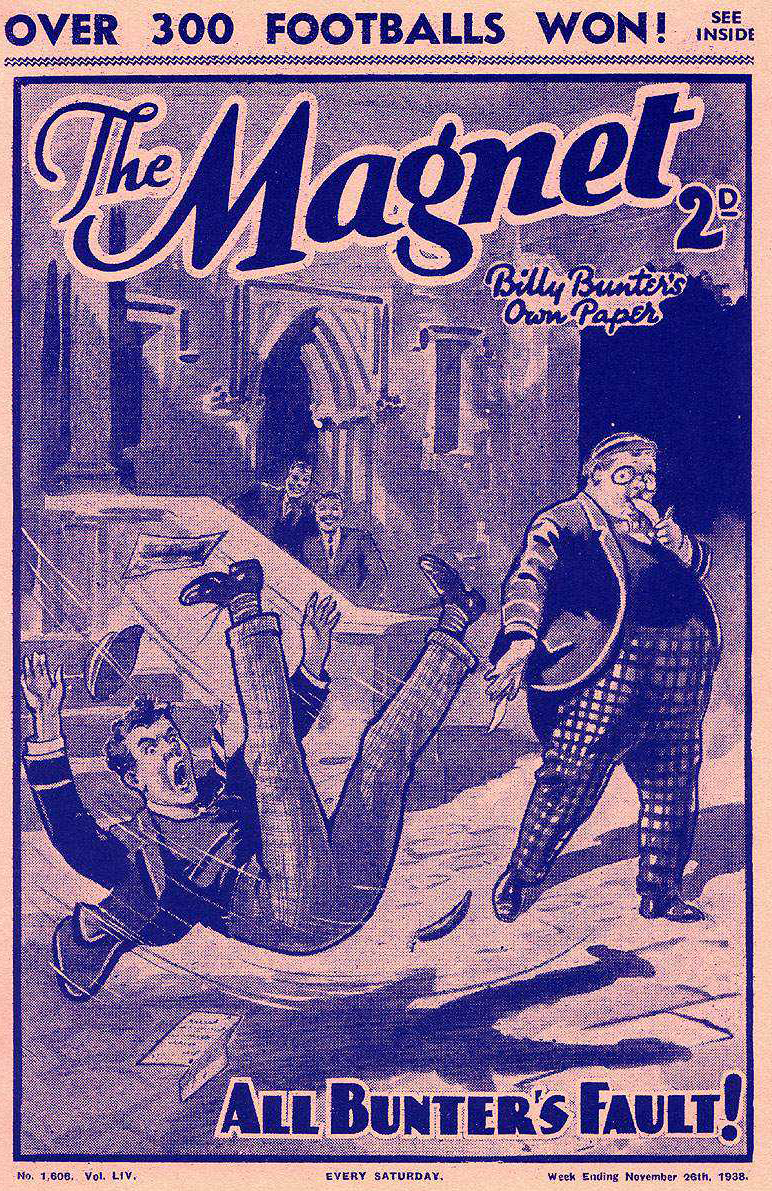 OVER 300 FOOTBALLS WON! SEE INSIDE
The Magnet 2D
Billy Bunter's
Own Paper
ALL BUNTER'S FAULT!
No. 1,606. Vol. LIV. EVERY SATURDAY. Week Ending November 26th, 1938.